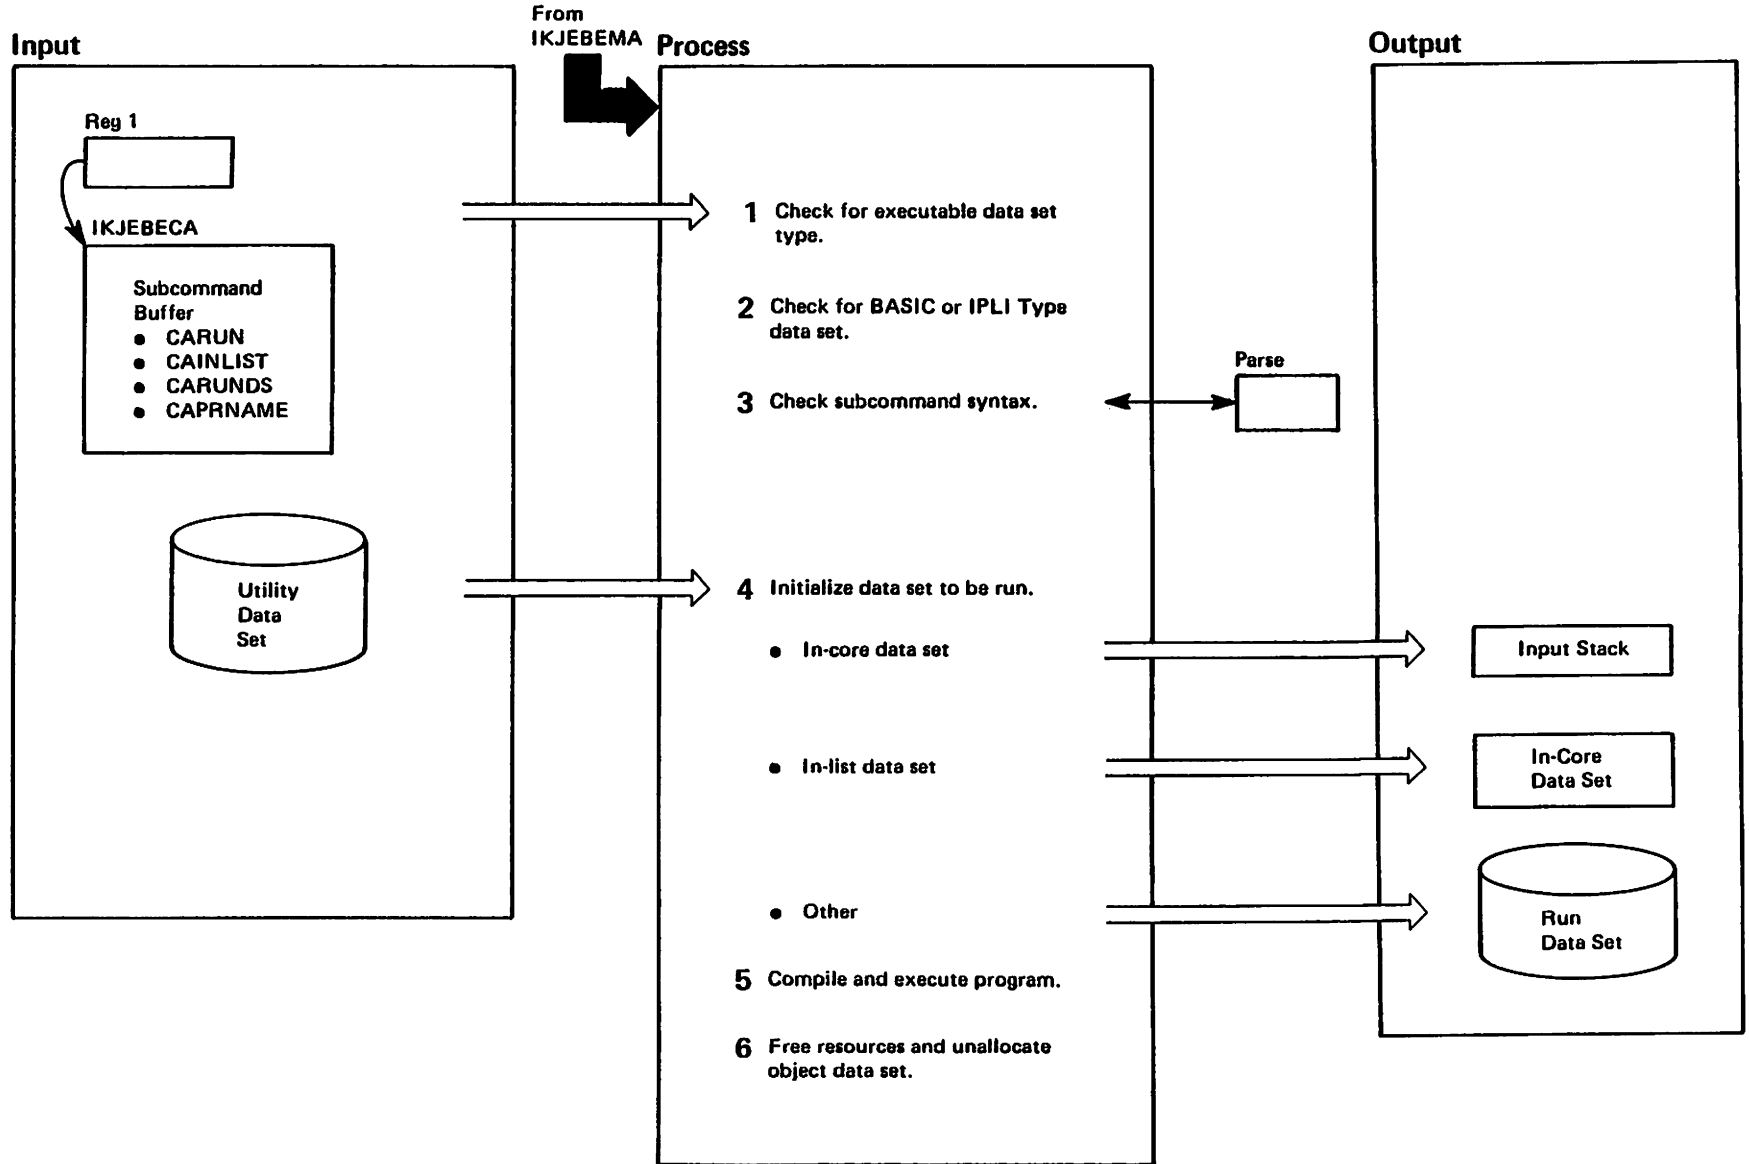 From
IKJEBEMA
Input
Process
Output
Reg 1
IKJEBECA
Subcommand
Buffer
• CARUN
• CAINLIST
• CARUNDS
• CAPRNAME
Utility
Data
Set
1 Check for executable data set
type.
2 Check for BASIC or IPLI Type
data set.
3 Check subcommand syntax.
Parse
4 Initialize data set to be run.
• In-core data set
Input Stack
• In-list data set
In-Core
Data Set
• Other
Run
Data Set
5 Compile and execute program.
6 Free resources and unallocate
object data set.